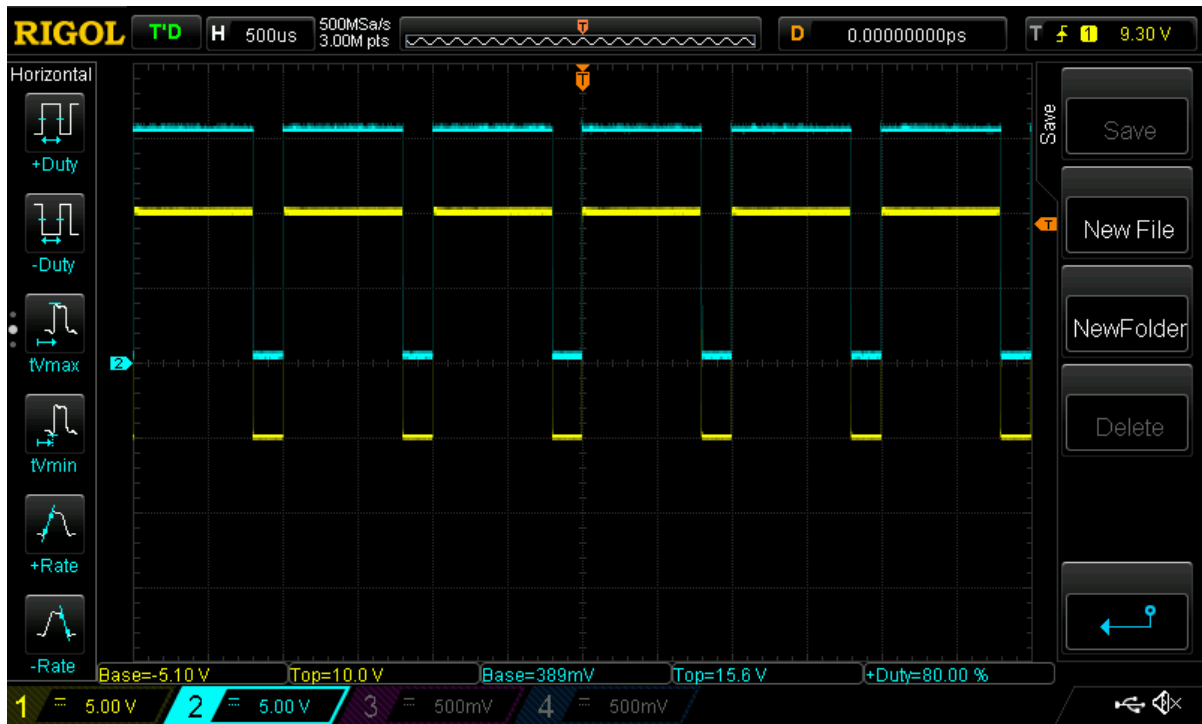 RIGOL T'D H 500us 500MSa/s 3.00M pts T D 0.00000000ps T 1 9.30 V
Horizontal
+Duty
-Duty
tVmax
tVmin
+Rate
-Rate
T
2
T
Save
Save
New File
NewFolder
Delete
Base=-5.10 V Top=10.0 V Base=389mV Top=15.6 V +Duty=80.00 %
1 5.00 V 2 5.00 V 3 500mV 4 500mV